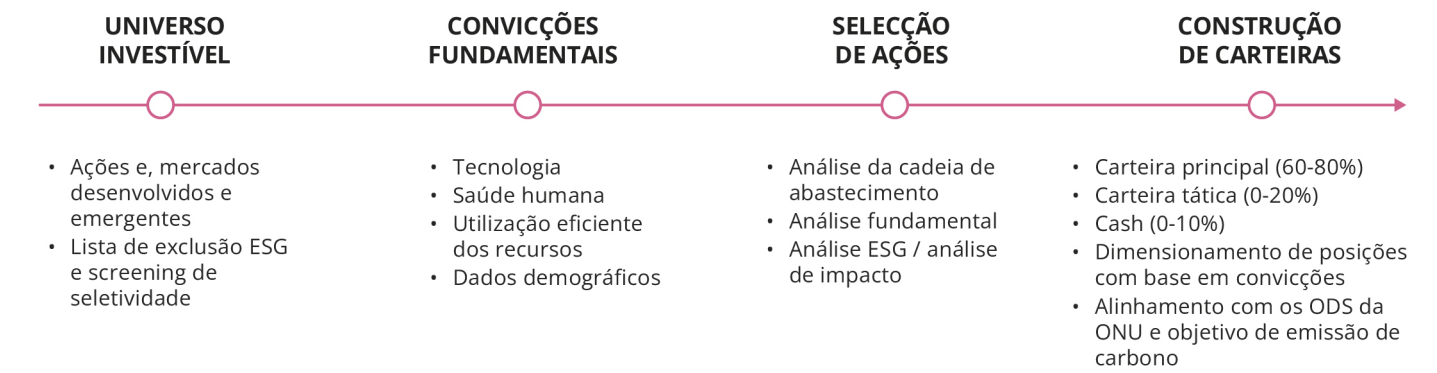 UNIVERSO
INVESTÍVEL
• Ações e, mercados
desenvolvidos e
emergentes
• Lista de exclusão ESG
e screening de
seletividade
CONVICÇÕES
FUNDAMENTAIS
• Tecnologia
• Saúde humana
• Utilização eficiente
dos recursos
• Dados demográficos
SELECÇÃO
DE AÇÕES
• Análise da cadeia de
abastecimento
• Análise fundamental
• Análise ESG / análise
de impacto
CONSTRUÇÃO
DE CARTEIRAS
• Carteira principal (60-80%)
• Carteira tática (0-20%)
• Cash (0-10%)
• Dimensionamento de posições
com base em convicções
• Alinhamento com os ODS da
ONU e objetivo de emissão de
carbono